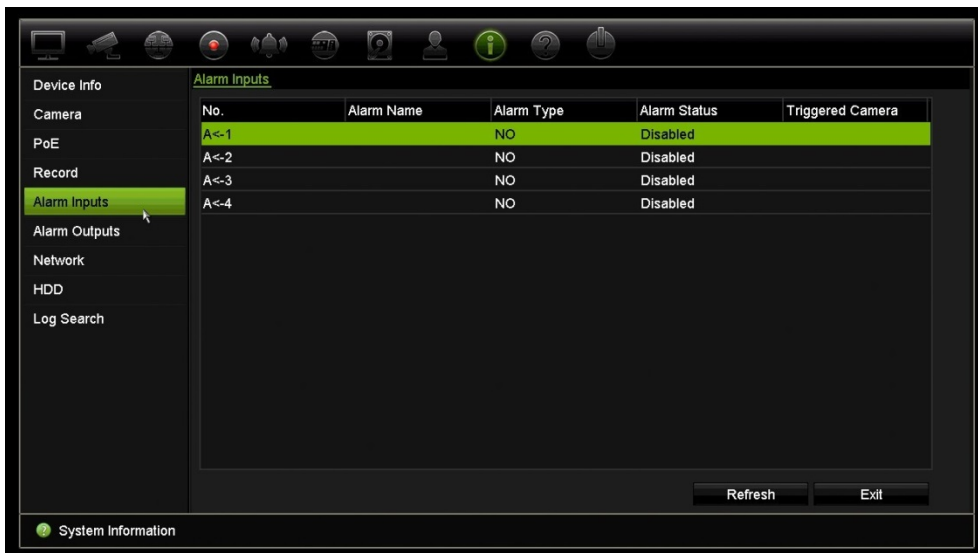 Device Info
Camera
PoE
Record
Alarm Inputs
Alarm Outputs
Network
HDD
Log Search
Alarm Inputs
No. Alarm Name Alarm Type Alarm Status Triggered Camera
A<-1 NO Disabled
A<-2 NO Disabled
A<-3 NO Disabled
A<-4 NO Disabled
Refresh Exit
System Information